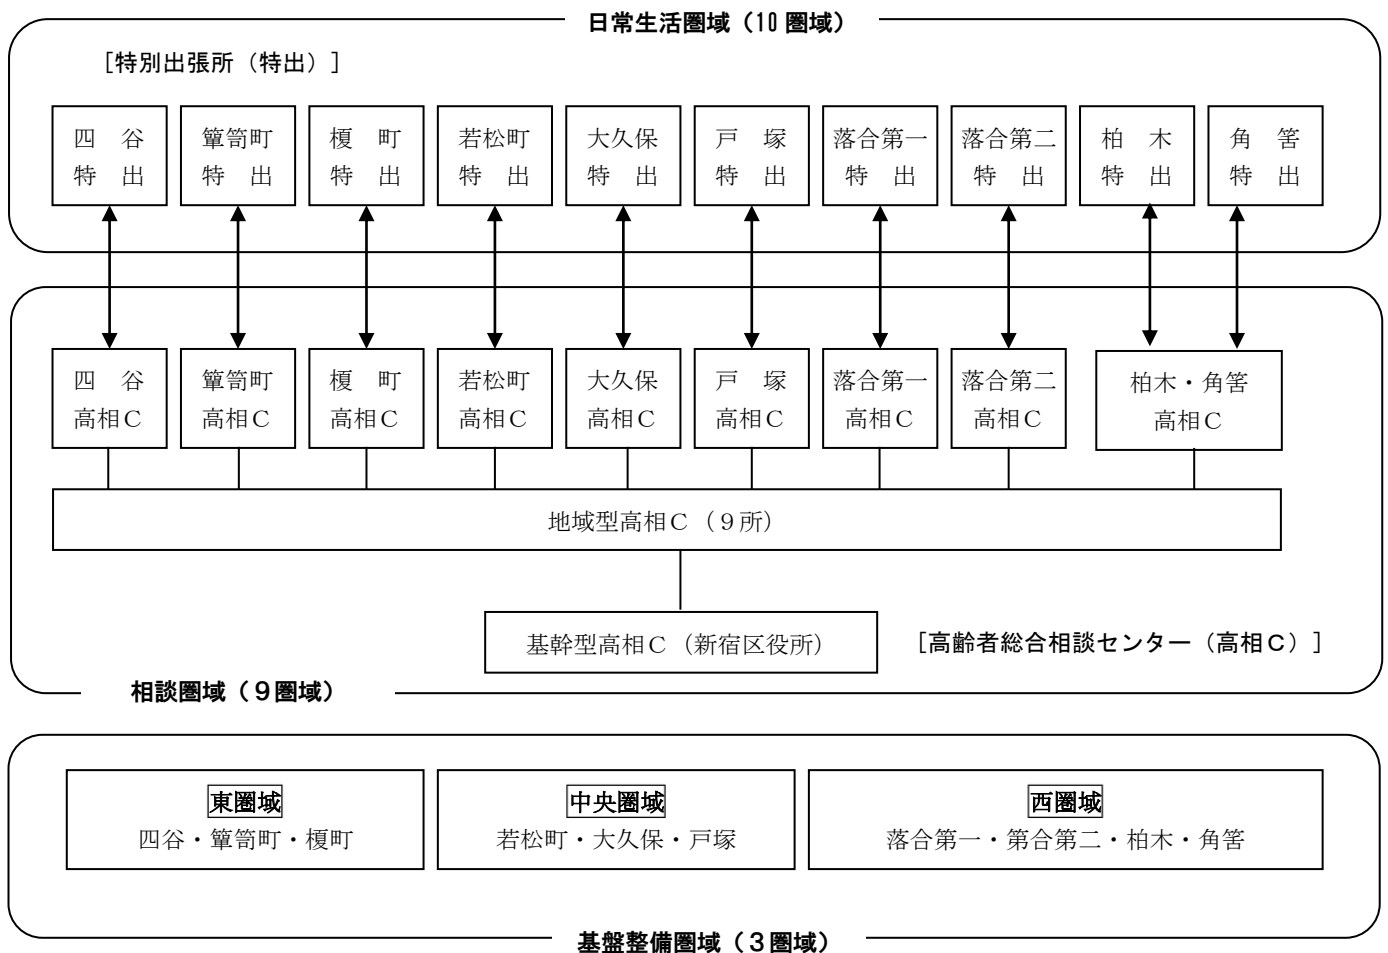 日常生活圏域（10 圏域）
［特別出張所（特出）］
四　谷
特　出
簞笥町
特　出
榎　町
特　出
若松町
特　出
大久保
特　出
戸　塚
特　出
落合第一
特　出
落合第二
特　出
柏　木
特　出
角　筈
特　出
四　谷
高相Ｃ
簞笥町
高相Ｃ
榎　町
高相Ｃ
若松町
高相Ｃ
大久保
高相Ｃ
戸　塚
高相Ｃ
落合第一
高相Ｃ
落合第二
高相Ｃ
柏木・角筈
高相Ｃ
地域型高相Ｃ（９所）
基幹型高相Ｃ（新宿区役所）
［高齢者総合相談センター（高相Ｃ）］
相談圏域（９圏域）
東圏域
四谷・簞笥町・榎町
中央圏域
若松町・大久保・戸塚
西圏域
落合第一・第合第二・柏木・角筈
基盤整備圏域（３圏域）